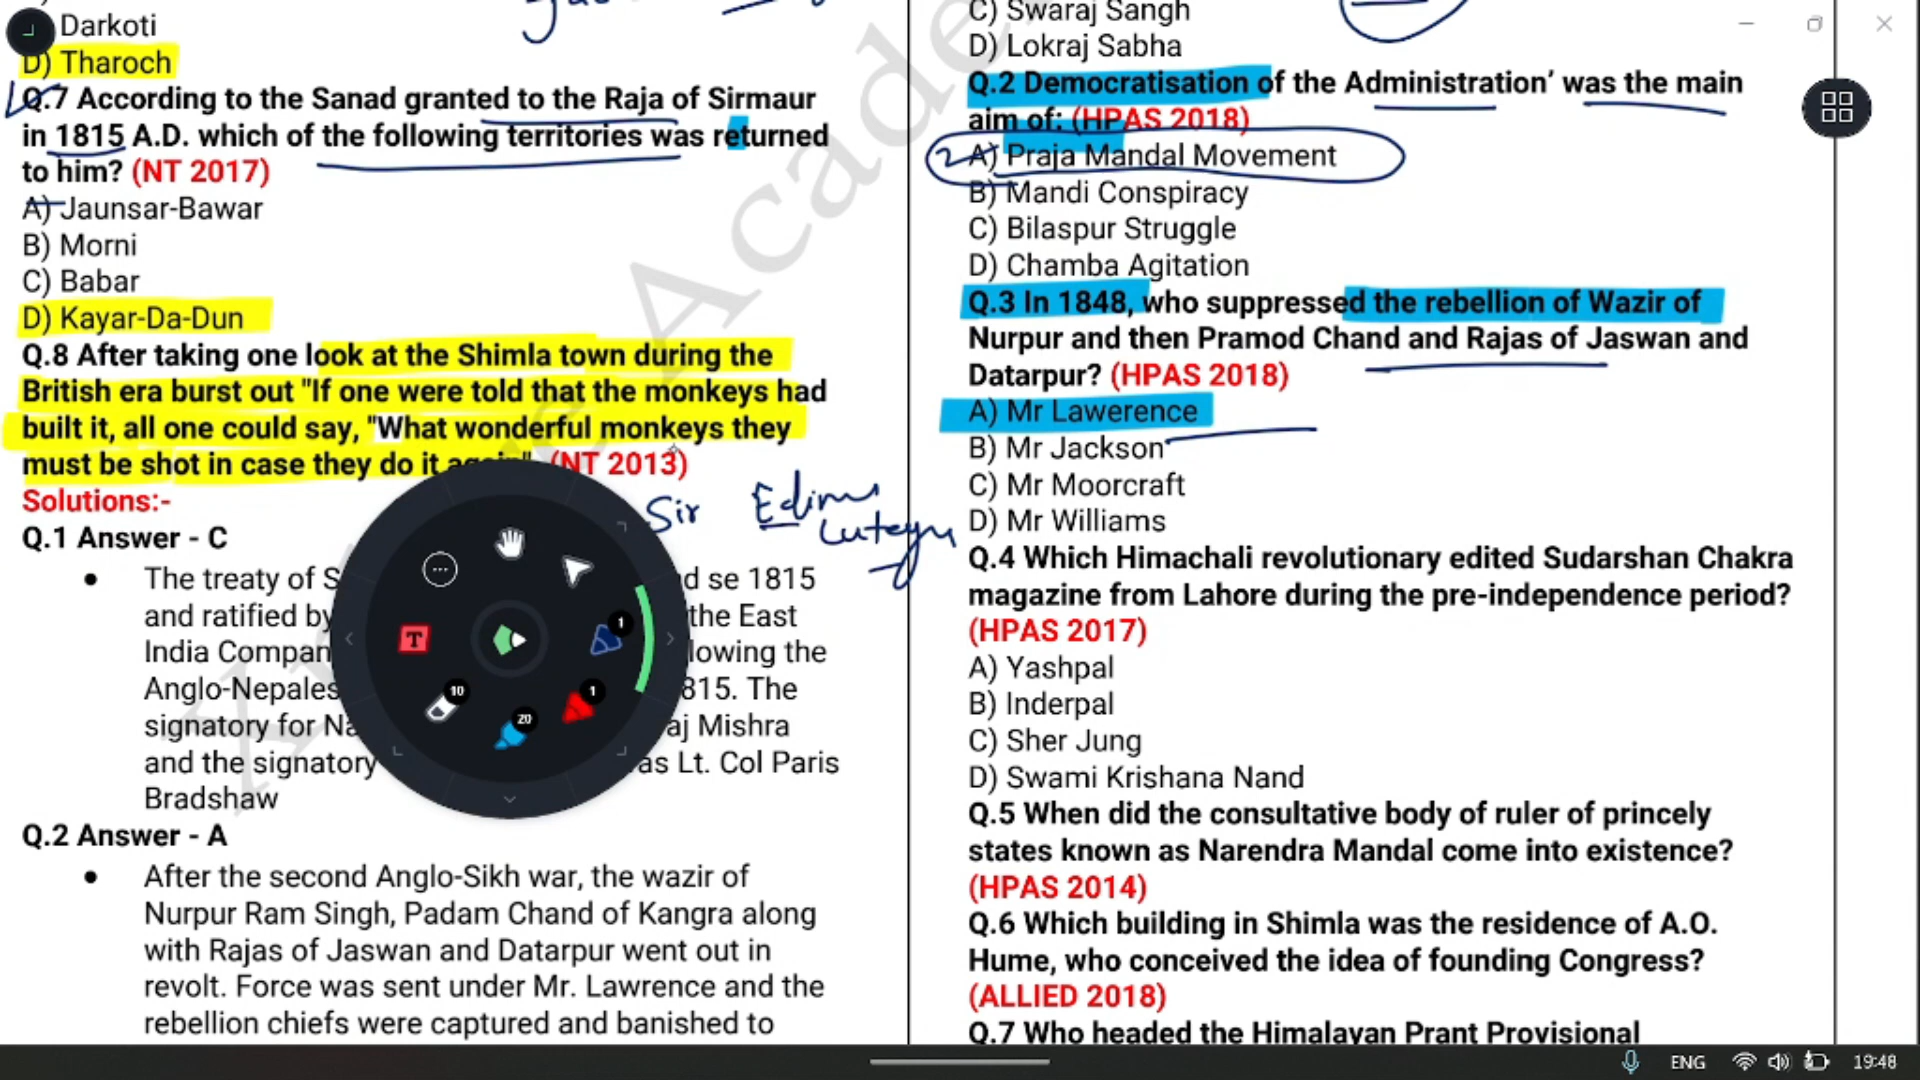 Darkoti
D) Tharoch
Q.7 According to the Sanad granted to the Raja of Sirmaur
in 1815 A.D. which of the following territories was returned
to him? (NT 2017)
A) Jaunsar-Bawar
B) Morni
C) Babar
D) Kayar-Da-Dun
Q.8 After taking one look at the Shimla town during the
British era burst out "If one were told that the monkeys had
built it, all one could say, "What wonderful monkeys they
must be shot in case they do it again" (NT 2013)
Sir
Solutions:-
Q.1 Answer - C
The treaty of S d se 1815
and ratified by the East
India Compan lowing the
Anglo-Nepales 815. The
signatory for Na aj Mishra
and the signatory as Lt. Col Paris
Bradshaw
Q.2 Answer - A
After the second Anglo-Sikh war, the wazir of
Nurpur Ram Singh, Padam Chand of Kangra along
with Rajas of Jaswan and Datarpur went out in
revolt. Force was sent under Mr. Lawrence and the
rebellion chiefs were captured and banished to
C) Swaraj Sangh
D) Lokraj Sabha
Q.2 Democratisation of the Administration' was the main
aim of: (HPAS 2018)
A) Praja Mandal Movement
B) Mandi Conspiracy
C) Bilaspur Struggle
D) Chamba Agitation
Q.3 In 1848, who suppressed the rebellion of Wazir of
Nurpur and then Pramod Chand and Rajas of Jaswan and
Datarpur? (HPAS 2018)
A) Mr Lawerence
B) Mr Jackson
C) Mr Moorcraft
D) Mr Williams
Q.4 Which Himachali revolutionary edited Sudarshan Chakra
magazine from Lahore during the pre-independence period?
(HPAS 2017)
A) Yashpal
B) Inderpal
C) Sher Jung
D) Swami Krishana Nand
Q.5 When did the consultative body of ruler of princely
states known as Narendra Mandal come into existence?
(HPAS 2014)
Q.6 Which building in Shimla was the residence of A.O.
Hume, who conceived the idea of founding Congress?
(ALLIED 2018)
Q.7 Who headed the Himalayan Prant Provisional
T
1
10
1
20
ENG
19:48